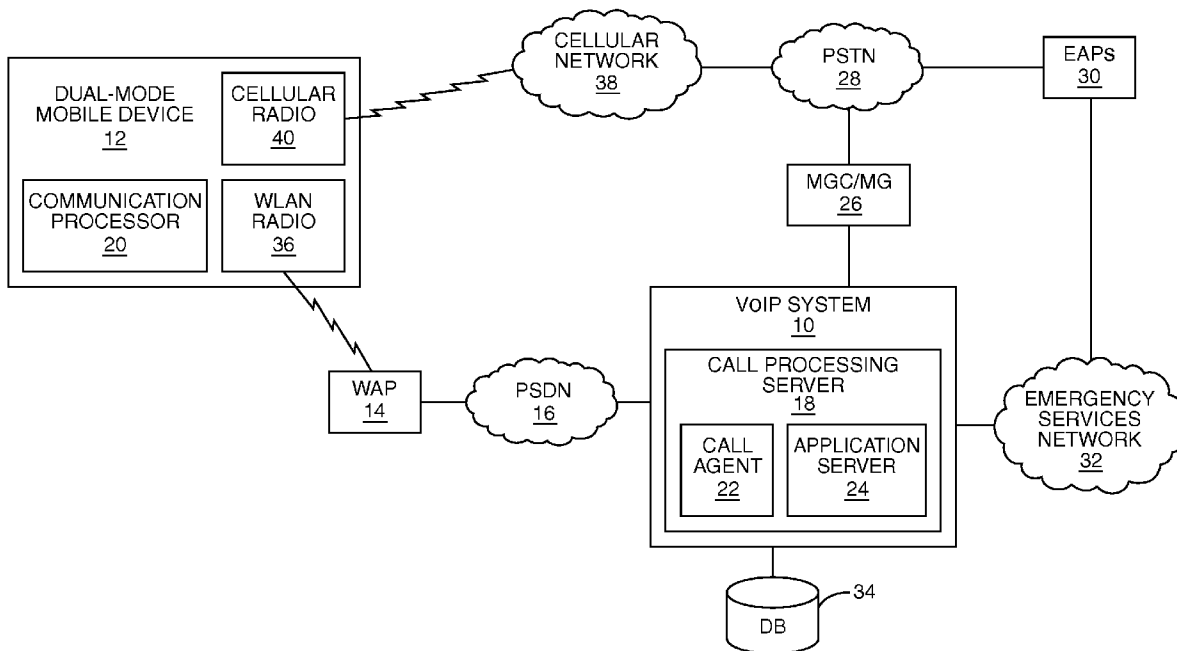 DUAL-MODE
MOBILE DEVICE
12
CELLULAR
RADIO
40
COMMUNICATION
PROCESSOR
20
WLAN
RADIO
36
CELLULAR
NETWORK
38
PSTN
28
EAPs
30
MGC/MG
26
WAP
14
PSDN
16
VoIP SYSTEM
10
CALL PROCESSING
SERVER
18
CALL
AGENT
22
APPLICATION
SERVER
24
EMERGENCY
SERVICES
NETWORK
32
DB
34